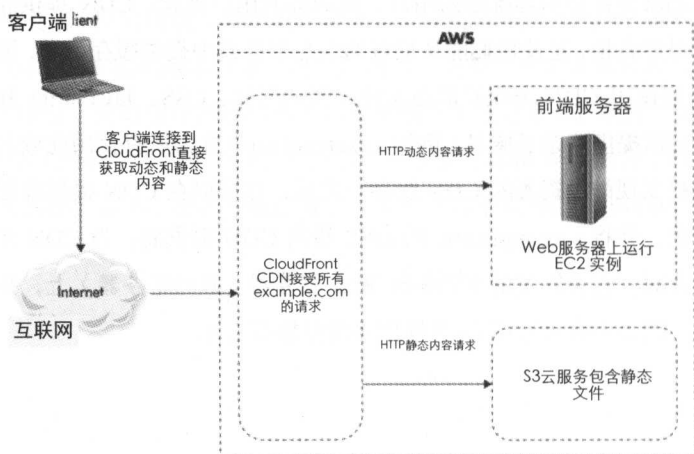 客户端 lient
AWS
客户端连接到
CloudFront直接
获取动态和静态
内容
Internet
互联网
CloudFront
CDN接受所有
example.com
的请求
HTTP动态内容请求
前端服务器
Web服务器上运行
EC2 实例
HTTP静态内容请求
S3云服务包含静态
文件